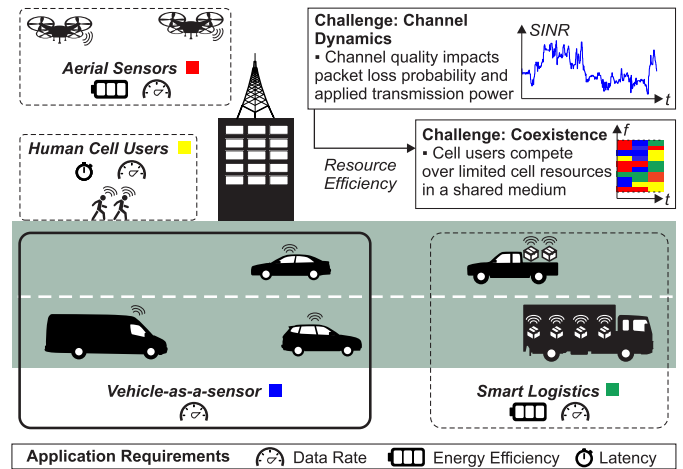 Aerial Sensors
Human Cell Users
Challenge: Channel
Dynamics
▪ Channel quality impacts
packet loss probability and
applied transmission power
SINR
t
Resource
Efficiency
Challenge: Coexistence
▪ Cell users compete
over limited cell resources
in a shared medium
f
t
Vehicle-as-a-sensor
Smart Logistics
Application Requirements
Data Rate
Energy Efficiency
Latency